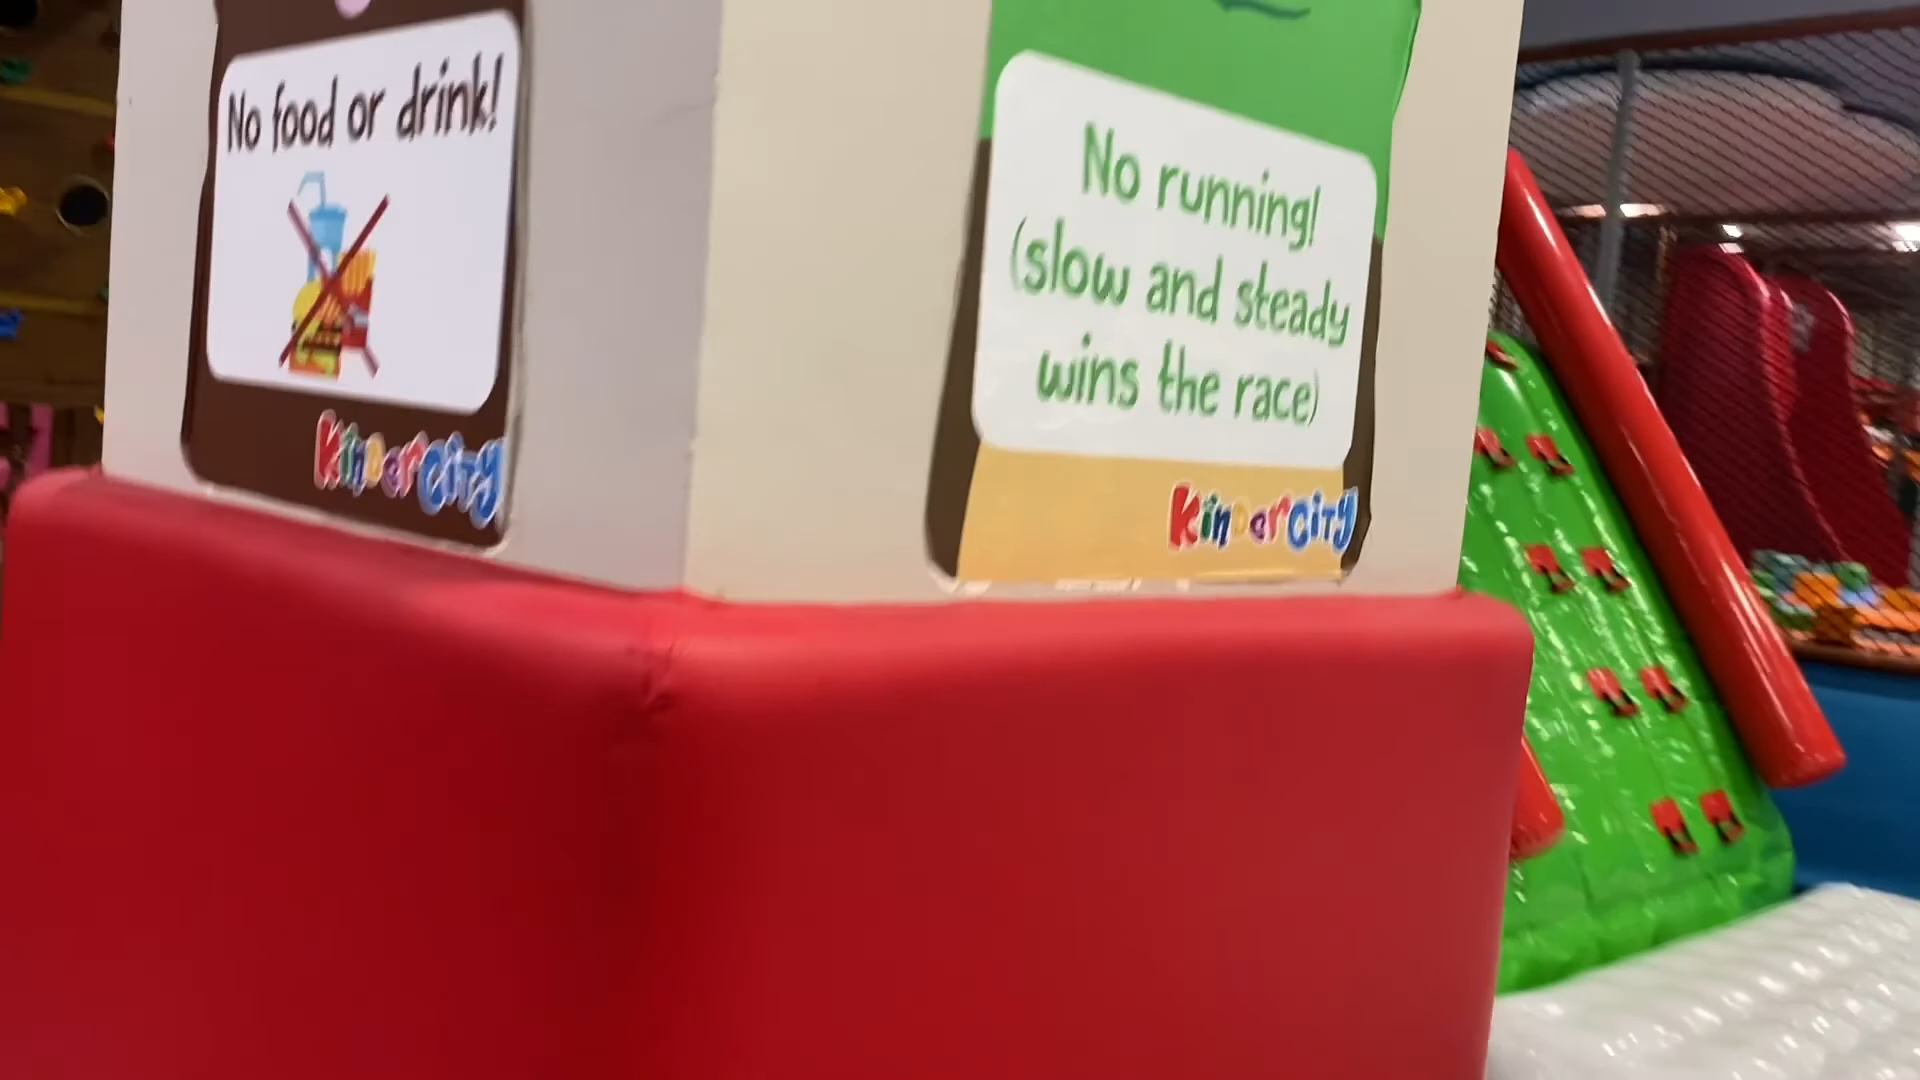 No food or drink!
KinderCity
No running!
(slow and steady
wins the race)
KinderCity